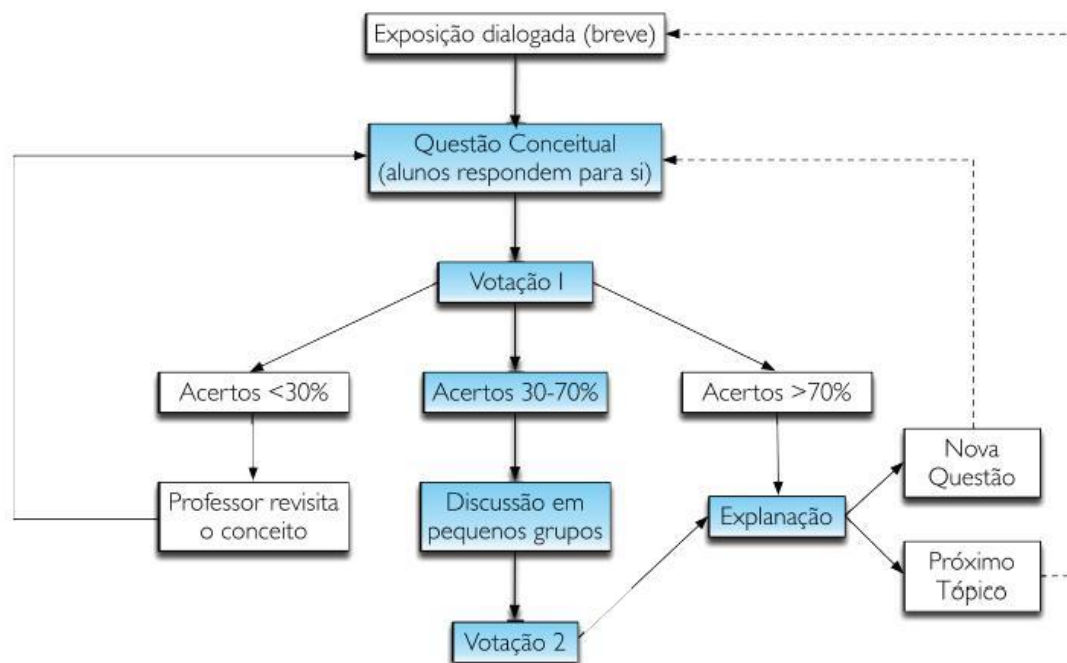 Exposição dialogada (breve)
Questão Conceitual
(alunos respondem para si)
Votação 1
Acertos <30%
Acertos 30-70%
Acertos >70%
Professor revisita
o conceito
Discussão em
pequenos grupos
Explanação
Nova
Questão
Próximo
Tópico
Votação 2